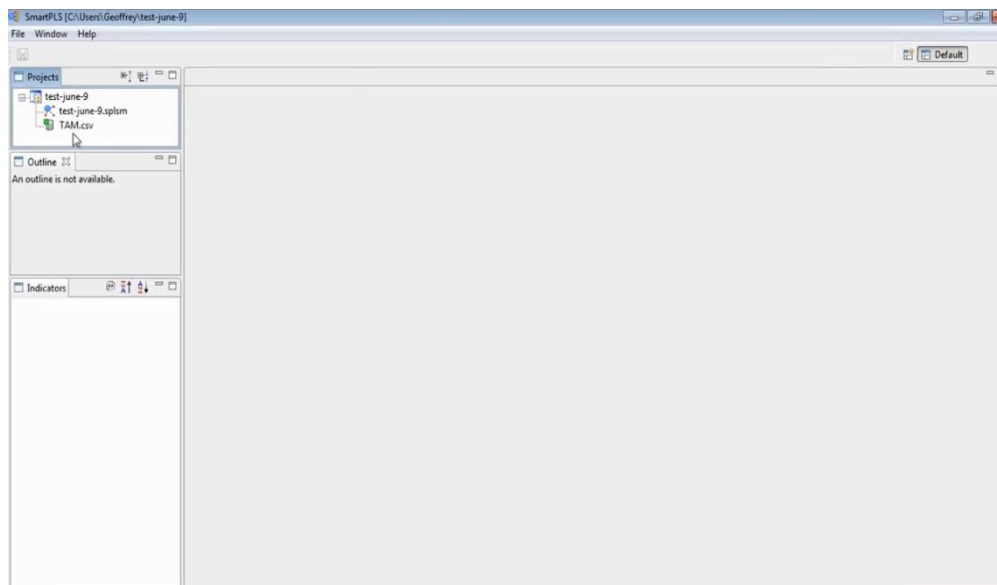 SmartPLS [C:\Users\Geoffrey\test-june-9]
File Window Help
Default
Projects
test-june-9
test-june-9.splsm
TAM.csv
Outline
An outline is not available.
Indicators